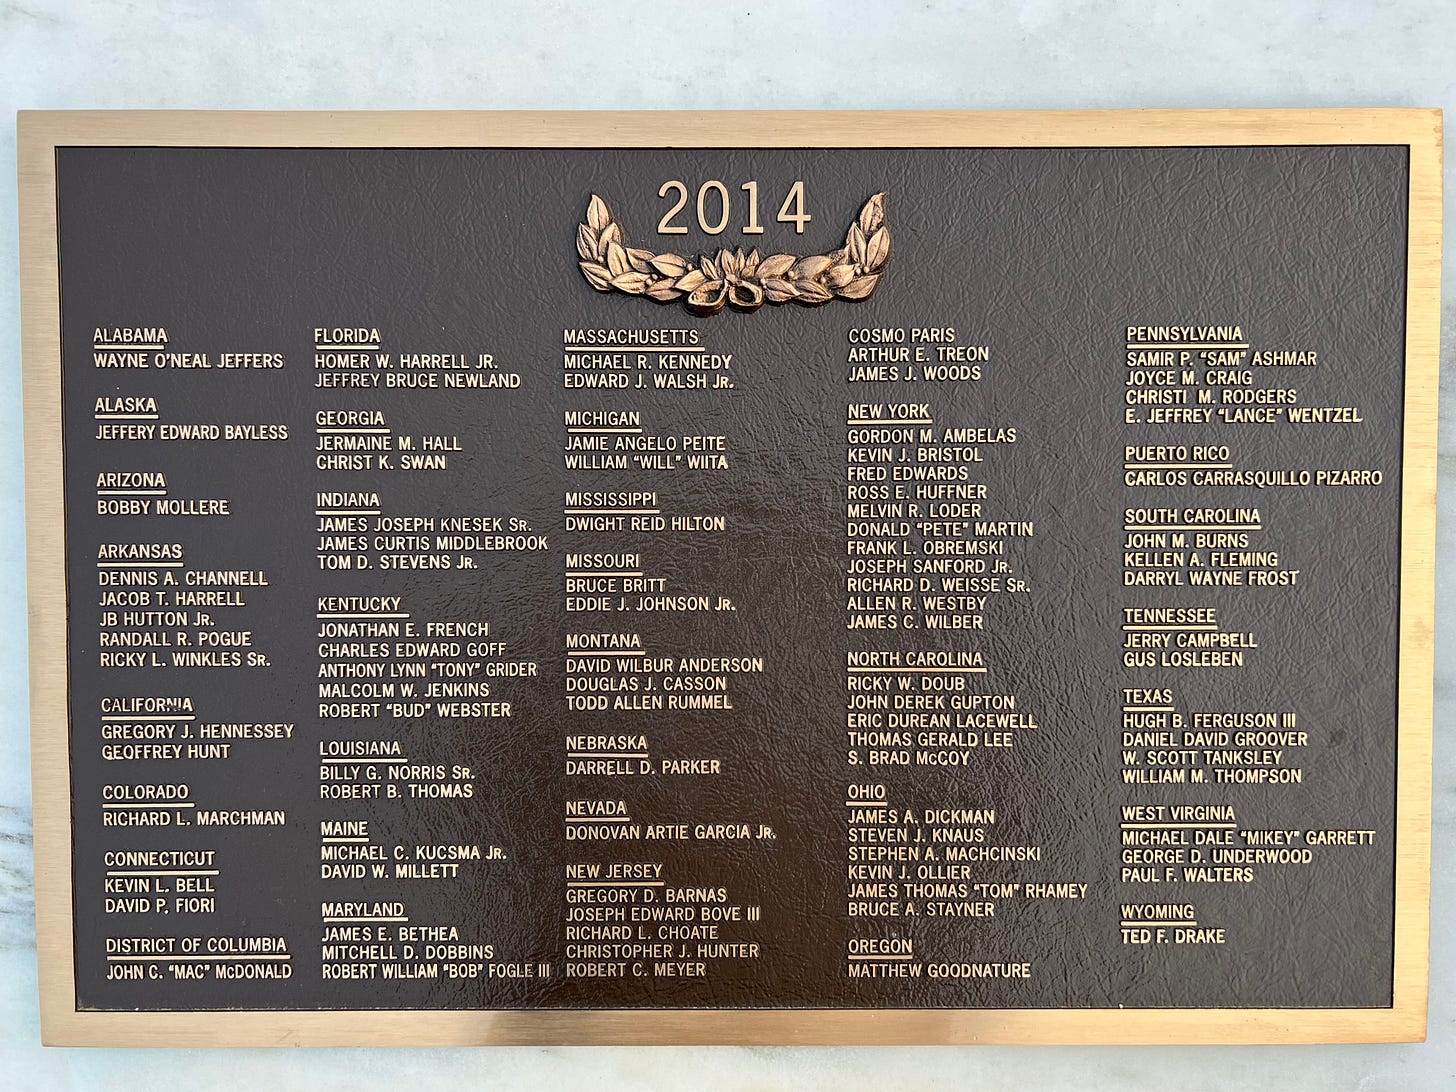 2014
ALABAMA
WAYNE O'NEAL JEFFERS
ALASKA
JEFFERY EDWARD BAYLESS
ARIZONA
BOBBY MOLLERE
ARKANSAS
DENNIS A. CHANNELL
JACOB T. HARRELL
JB HUTTON JR.
RANDALL R. POGUE
RICKY L. WINKLES SR.
CALIFORNIA
GREGORY J. HENNESSEY
GEOFFREY HUNT
COLORADO
RICHARD L. MARCHMAN
CONNECTICUT
KEVIN L. BELL
DAVID P. FIORI
DISTRICT OF COLUMBIA
JOHN C. "MAC" McDONALD
FLORIDA
HOMER W. HARRELL JR.
JEFFREY BRUCE NEWLAND
GEORGIA
JERMAINE M. HALL
CHRIST K. SWAN
INDIANA
JAMES JOSEPH KNESEK SR.
JAMES CURTIS MIDDLEBROOK
TOM D. STEVENS JR.
KENTUCKY
JONATHAN E. FRENCH
CHARLES EDWARD GOFF
ANTHONY LYNN "TONY" GRIDER
MALCOLM W. JENKINS
ROBERT "BUD" WEBSTER
LOUISIANA
BILLY G. NORRIS SR.
ROBERT B. THOMAS
MAINE
MICHAEL C. KUCSMA JR.
DAVID W. MILLETT
MARYLAND
JAMES E. BETHEA
MITCHELL D. DOBBINS
ROBERT WILLIAM "BOB" FOGLE III
MASSACHUSETTS
MICHAEL R. KENNEDY
EDWARD J. WALSH JR.
MICHIGAN
JAMIE ANGELO PEITE
WILLIAM "WILL" WIITA
MISSISSIPPI
DWIGHT REID HILTON
MISSOURI
BRUCE BRITT
EDDIE J. JOHNSON JR.
MONTANA
DAVID WILBUR ANDERSON
DOUGLAS J. CASSON
TODD ALLEN RUMMEL
NEBRASKA
DARRELL D. PARKER
NEVADA
DONOVAN ARTIE GARCIA JR.
NEW JERSEY
GREGORY D. BARNAS
JOSEPH EDWARD BOVE III
RICHARD L. CHOATE
CHRISTOPHER J. HUNTER
ROBERT C. MEYER
COSMO PARIS
ARTHUR E. TREON
JAMES J. WOODS
NEW YORK
GORDON M. AMBELAS
KEVIN J. BRISTOL
FRED EDWARDS
ROSS E. HUFFNER
MELVIN R. LODER
DONALD "PETE" MARTIN
FRANK L. OBREMSKI
JOSEPH SANFORD JR.
RICHARD D. WEISSE SR.
ALLEN R. WESTBY
JAMES C. WILBER
NORTH CAROLINA
RICKY W. DOUB
JOHN DEREK GUPTON
ERIC DUREAN LACEWELL
THOMAS GERALD LEE
S. BRAD McCOY
OHIO
JAMES A. DICKMAN
STEVEN J. KNAUS
STEPHEN A. MACHCINSKI
KEVIN J. OLLIER
JAMES THOMAS "TOM" RHAMEY
BRUCE A. STAYNER
OREGON
MATTHEW GOODNATURE
PENNSYLVANIA
SAMIR P. "SAM" ASHMAR
JOYCE M. CRAIG
CHRISTI M. RODGERS
E. JEFFREY "LANCE" WENTZEL
PUERTO RICO
CARLOS CARRASQUILLO PIZARRO
SOUTH CAROLINA
JOHN M. BURNS
KELLEN A. FLEMING
DARRYL WAYNE FROST
TENNESSEE
JERRY CAMPBELL
GUS LOSLEBEN
TEXAS
HUGH B. FERGUSON III
DANIEL DAVID GROOVER
W. SCOTT TANKSLEY
WILLIAM M. THOMPSON
WEST VIRGINIA
MICHAEL DALE "MIKEY" GARRETT
GEORGE D. UNDERWOOD
PAUL F. WALTERS
WYOMING
TED F. DRAKE